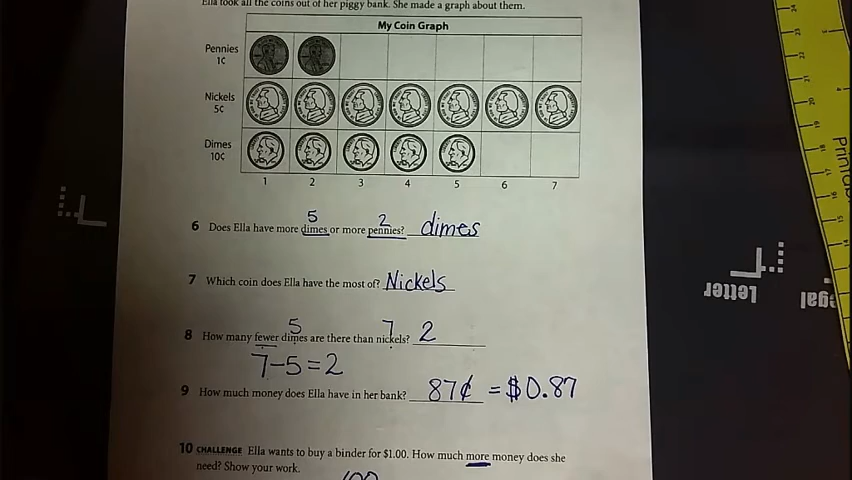 Ella took all the coins out of her piggy bank. She made a graph about them.
My Coin Graph
Pennies
1¢
Nickels
5¢
Dimes
10¢
1 2 3 4 5 6 7
5 2
6 Does Ella have more dimes or more pennies? dimes
7 Which coin does Ella have the most of? Nickels
5 7
8 How many fewer dimes are there than nickels? 2
7-5=2
9 How much money does Ella have in her bank? 87¢ = $0.87
10 CHALLENGE Ella wants to buy a binder for $1.00. How much more money does she
need? Show your work.
100
Letter